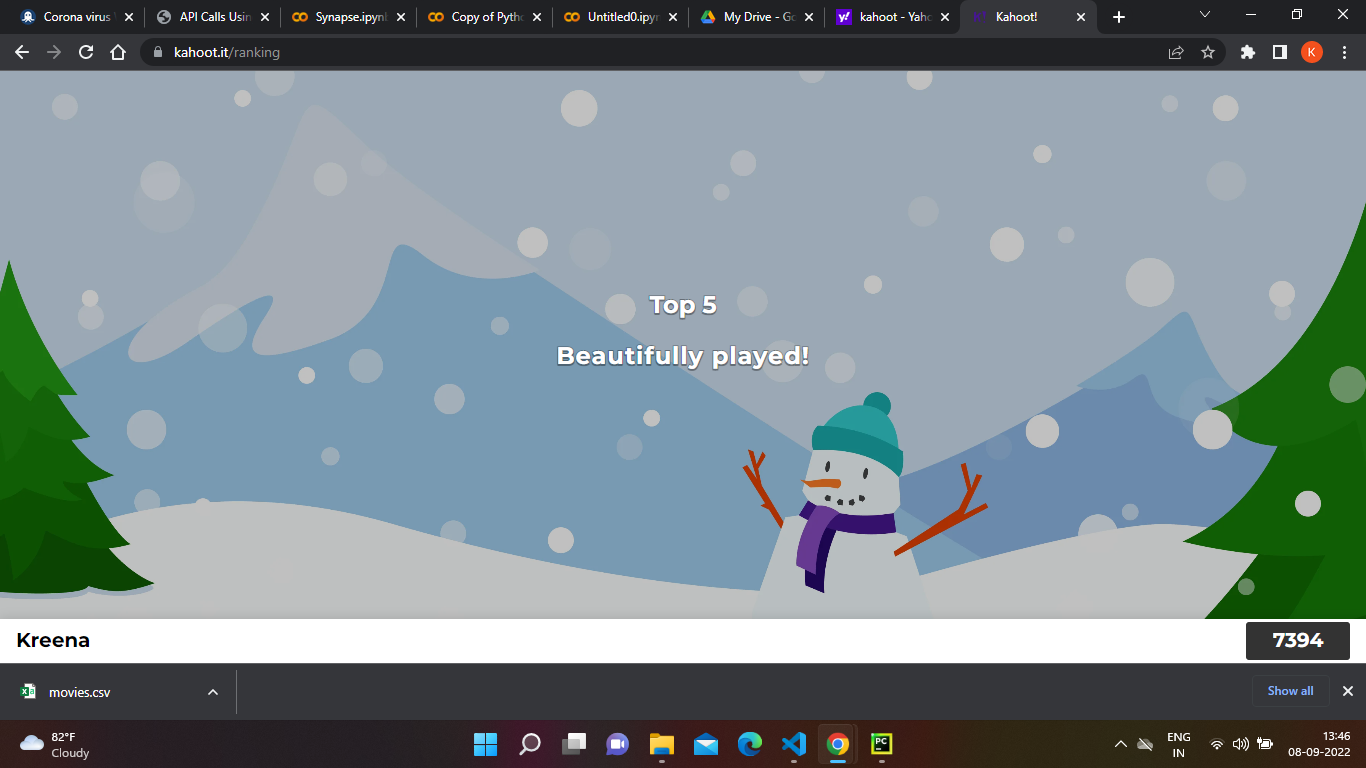 Corona virus
API Calls Usin
Synapse.ipynb
Copy of Pytho
Untitled0.ipyn
My Drive - Go
kahoot - Yaho
Kahoot!
kahoot.it/ranking
K
Top 5
Beautifully played!
Kreena
7394
movies.csv
Show all
82°F
Cloudy
PC
ENG
IN
13:46
08-09-2022